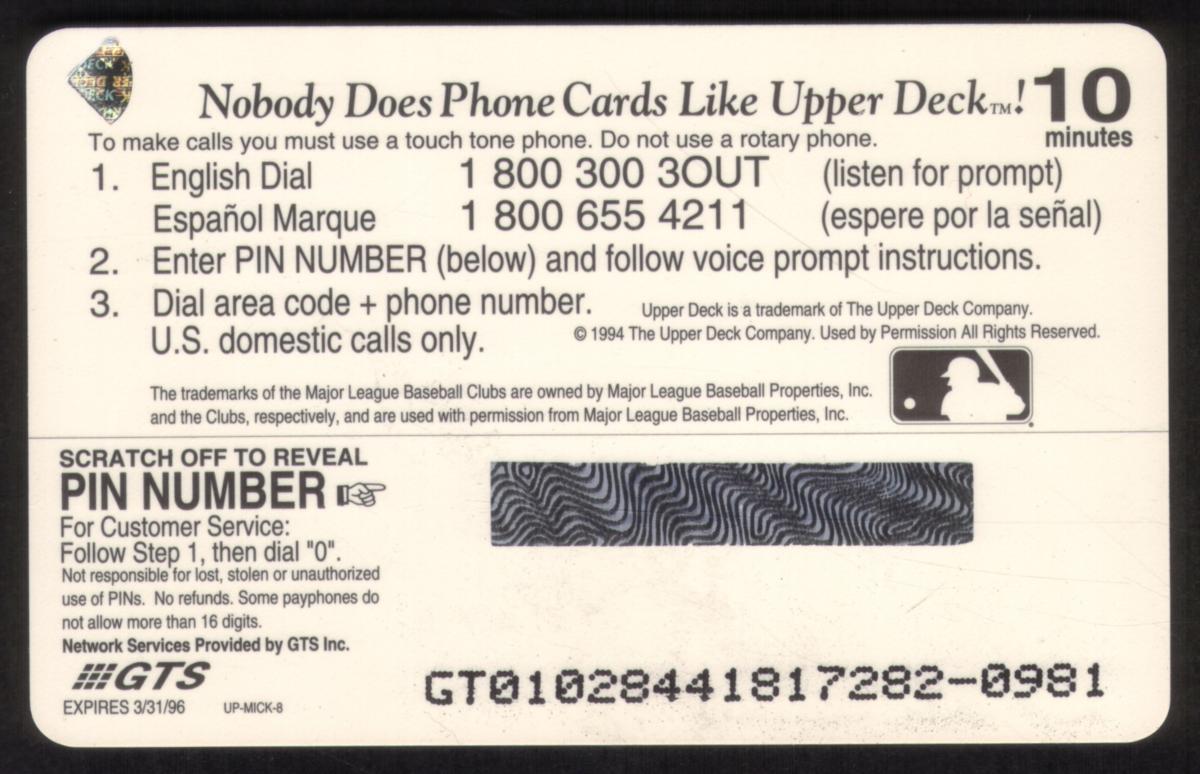 Nobody Does Phone Cards Like Upper Deck™! 10
minutes
To make calls you must use a touch tone phone. Do not use a rotary phone.
1. English Dial 1 800 300 3OUT (listen for prompt)
Español Marque 1 800 655 4211 (espere por la señal)
2. Enter PIN NUMBER (below) and follow voice prompt instructions.
3. Dial area code + phone number.
U.S. domestic calls only.
Upper Deck is a trademark of The Upper Deck Company.
© 1994 The Upper Deck Company. Used by Permission All Rights Reserved.
The trademarks of the Major League Baseball Clubs are owned by Major League Baseball Properties, Inc.
and the Clubs, respectively, and are used with permission from Major League Baseball Properties, Inc.
SCRATCH OFF TO REVEAL
PIN NUMBER
For Customer Service:
Follow Step 1, then dial "0".
Not responsible for lost, stolen or unauthorized
use of PINs. No refunds. Some payphones do
not allow more than 16 digits.
Network Services Provided by GTS Inc.
GTS
EXPIRES 3/31/96 UP-MICK-8
GT01028441817282-0981